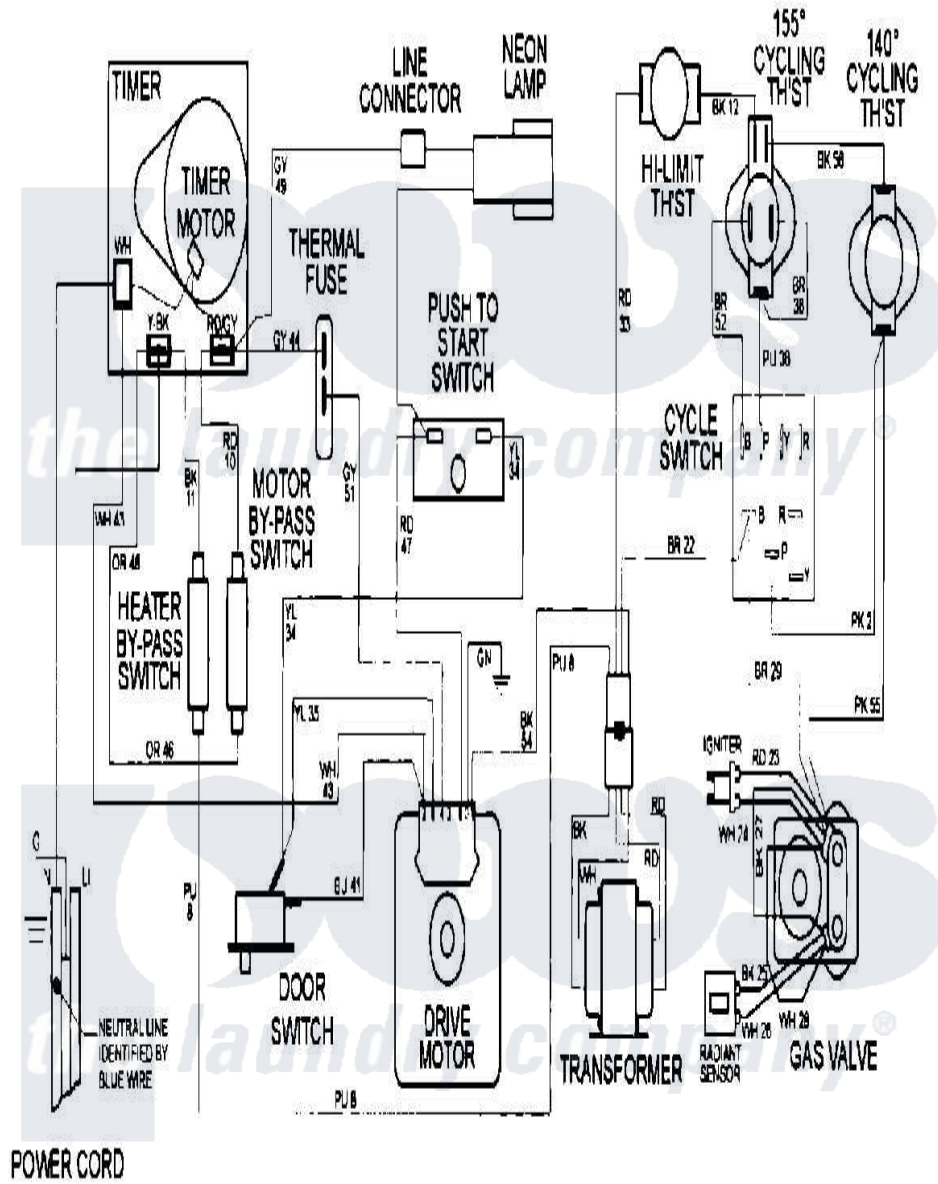 TIMER
TIMER
MOTOR
WH
Y-BK
RD/GY
LINE
CONNECTOR
NEON
LAMP
GY
49
THERMAL
FUSE
GY 44
PUSH TO
START
SWITCH
HI-LIMIT
TH'ST
155°
CYCLING
TH'ST
140°
CYCLING
TH'ST
BK 12
BK 56
RD
33
BR
52
BR
38
PU 38
CYCLE
SWITCH
B P Y R
B R
P
Y
the laundry company®
RD
10
BK
11
WH 43
OR 46
MOTOR
BY-PASS
SWITCH
HEATER
BY-PASS
SWITCH
GY
51
RD
47
YL
34
BR 22
PK 2
YL
34
GN
PU 8
BR 29
PK 55
YL 35
BK
54
OR 46
WH
43
IGNITER
RD 23
WH 24
BK 27
BK
WH
RD
RD
G
N
L1
PU
8
BU 41
DOOR
SWITCH
DRIVE
MOTOR
TRANSFORMER
BK 25
WH 26
WH 28
RADIANT
SENSOR
GAS VALVE
NEUTRAL LINE
IDENTIFIED BY
BLUE WIRE
the laundry company®
PU 8
POWER CORD